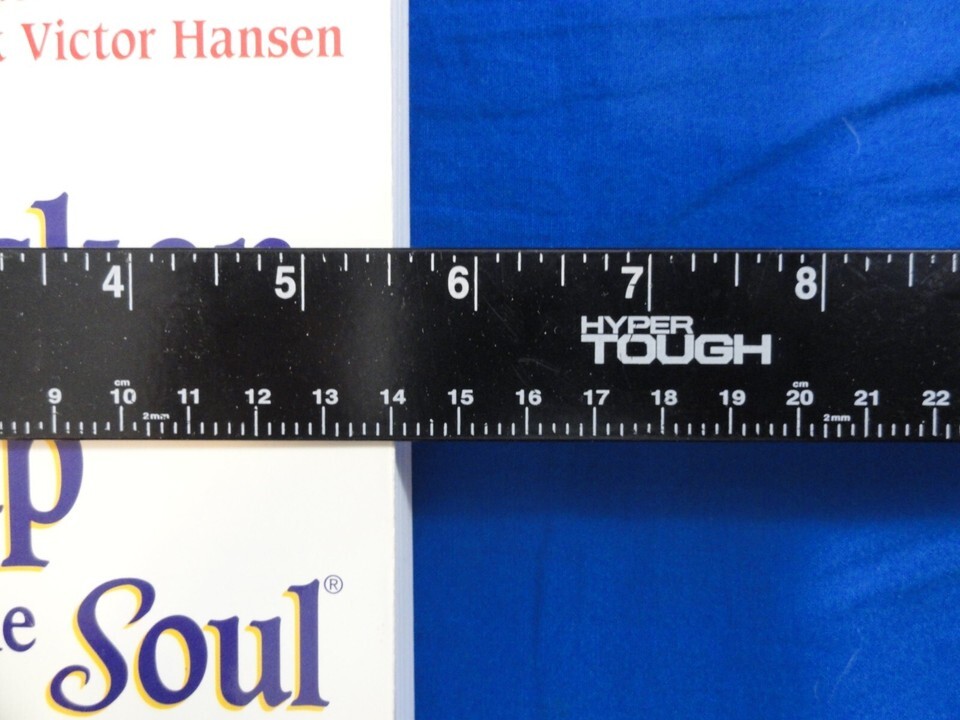 Victor Hansen
4 5 6 7 8
HYPER
TOUGH
cm cm
9 10 11 12 13 14 15 16 17 18 19 20 21 22
2mm 2mm
p
e Soul®